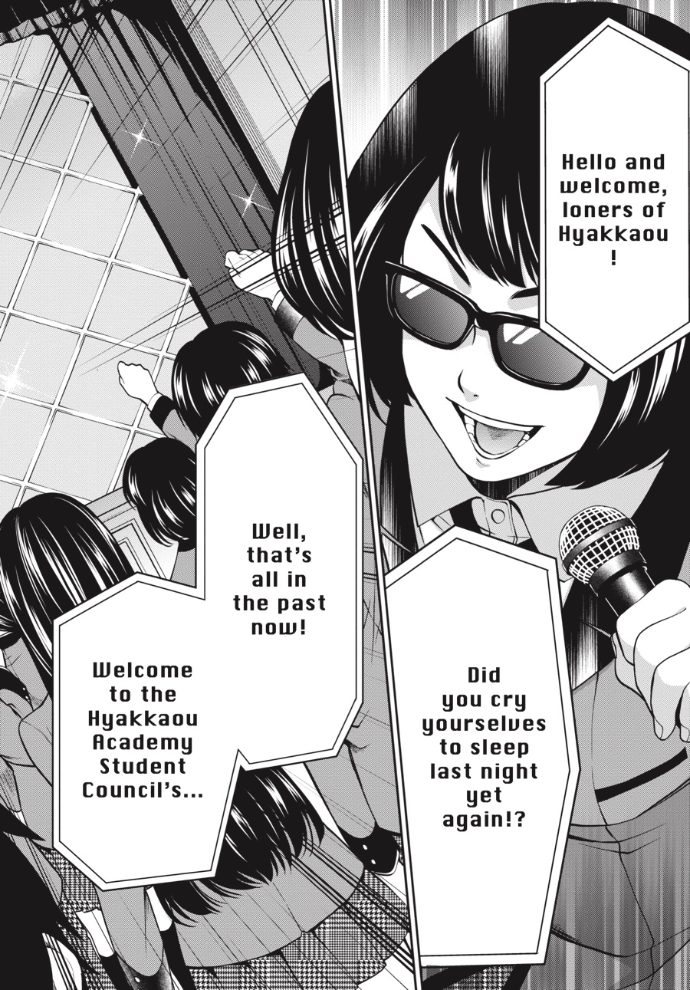 Hello and
welcome,
loners of
Hyakkaou
!
Did
you cry
yourselves
to sleep
last night
yet
again!?
Well,
that's
all in
the past
now!
Welcome
to the
Hyakkaou
Academy
Student
Council's...